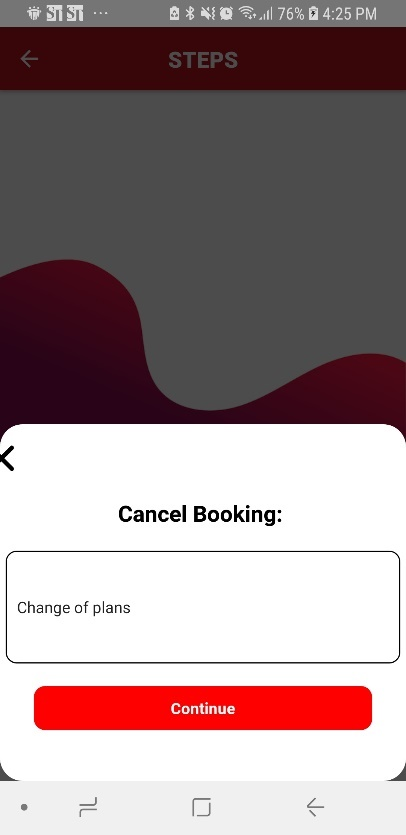 76% 4:25 PM
STEPS
Cancel Booking:
Change of plans
Continue